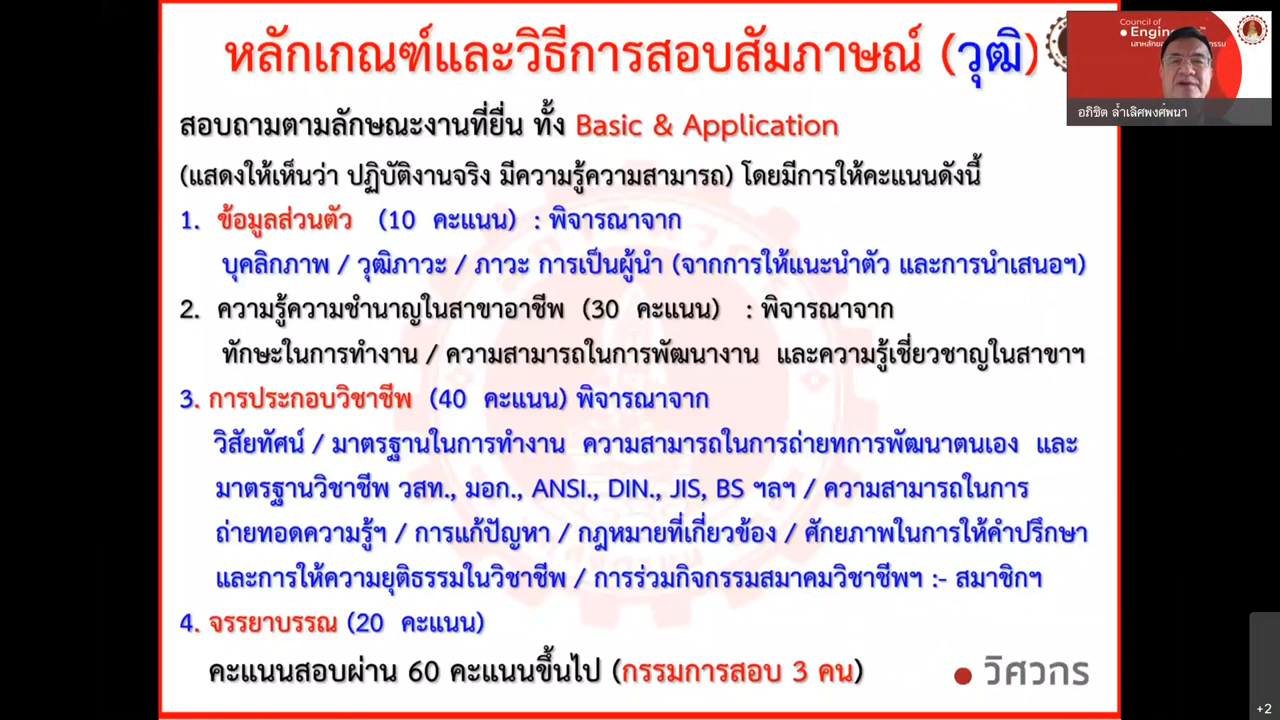 หลักเกณฑ์และวิธีการสอบสัมภาษณ์ (วุฒิ)
Council of
Engine
เสาหลักข
รรม
อภิชิต ล้ำเลิศพงศ์พนา
สอบถามตามลักษณะงานที่ยื่น ทั้ง Basic & Application
(แสดงให้เห็นว่า ปฏิบัติงานจริง มีความรู้ความสามารถ) โดยมีการให้คะแนนดังนี้
1. ข้อมูลส่วนตัว (10 คะแนน) : พิจารณาจาก
บุคลิกภาพ / วุฒิภาวะ / ภาวะ การเป็นผู้นำ (จากการให้แนะนำตัว และการนำเสนอฯ)
2. ความรู้ความชำนาญในสาขาอาชีพ (30 คะแนน) : พิจารณาจาก
ทักษะในการทำงาน / ความสามารถในการพัฒนางาน และความรู้เชี่ยวชาญในสาขาฯ
3. การประกอบวิชาชีพ (40 คะแนน) พิจารณาจาก
วิสัยทัศน์ / มาตรฐานในการทำงาน ความสามารถในการถ่ายทการพัฒนาตนเอง และ
มาตรฐานวิชาชีพ วสท., มอก., ANSI., DIN., JIS, BS ฯลฯ / ความสามารถในการ
ถ่ายทอดความรู้ฯ / การแก้ปัญหา / กฎหมายที่เกี่ยวข้อง / ศักยภาพในการให้คำปรึกษา
และการให้ความยุติธรรมในวิชาชีพ / การร่วมกิจกรรมสมาคมวิชาชีพฯ :- สมาชิกฯ
4. จรรยาบรรณ (20 คะแนน)
คะแนนสอบผ่าน 60 คะแนนขึ้นไป (กรรมการสอบ 3 คน)
• วิศวกร
+2